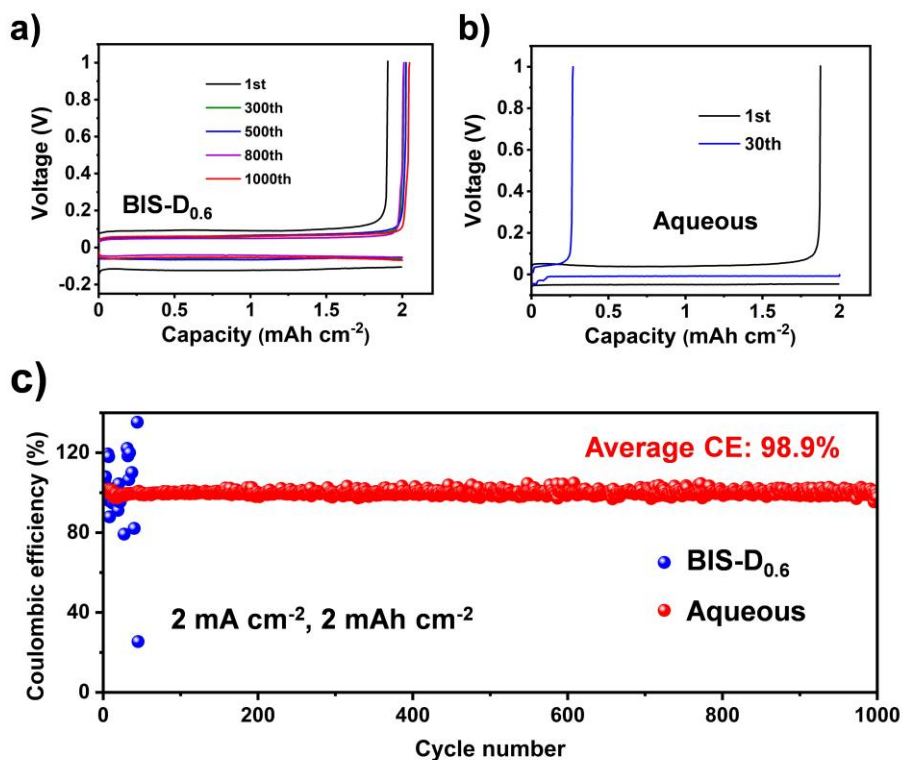 a)
Voltage (V)
1
0.8
0.6
0.4
0.2
0
-0.2
1st
300th
500th
800th
1000th
BIS-D0.6
0 0.5 1 1.5 2
Capacity (mAh cm-2)
b)
Voltage (V)
1
0.8
0.6
0.4
0.2
0
1st
30th
Aqueous
0 0.5 1 1.5 2
Capacity (mAh cm-2)
c)
Coulombic efficiency (%)
120
80
40
0
Average CE: 98.9%
BIS-D0.6
Aqueous
2 mA cm-2, 2 mAh cm-2
0 200 400 600 800 1000
Cycle number